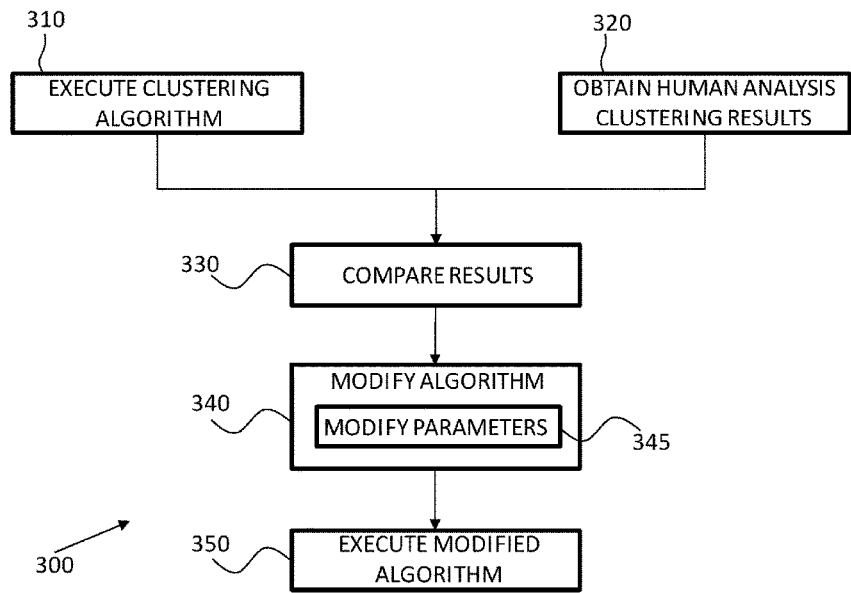 310
320
EXECUTE CLUSTERING
ALGORITHM
OBTAIN HUMAN ANALYSIS
CLUSTERING RESULTS
330
COMPARE RESULTS
MODIFY ALGORITHM
340
MODIFY PARAMETERS
345
350
EXECUTE MODIFIED
ALGORITHM
300